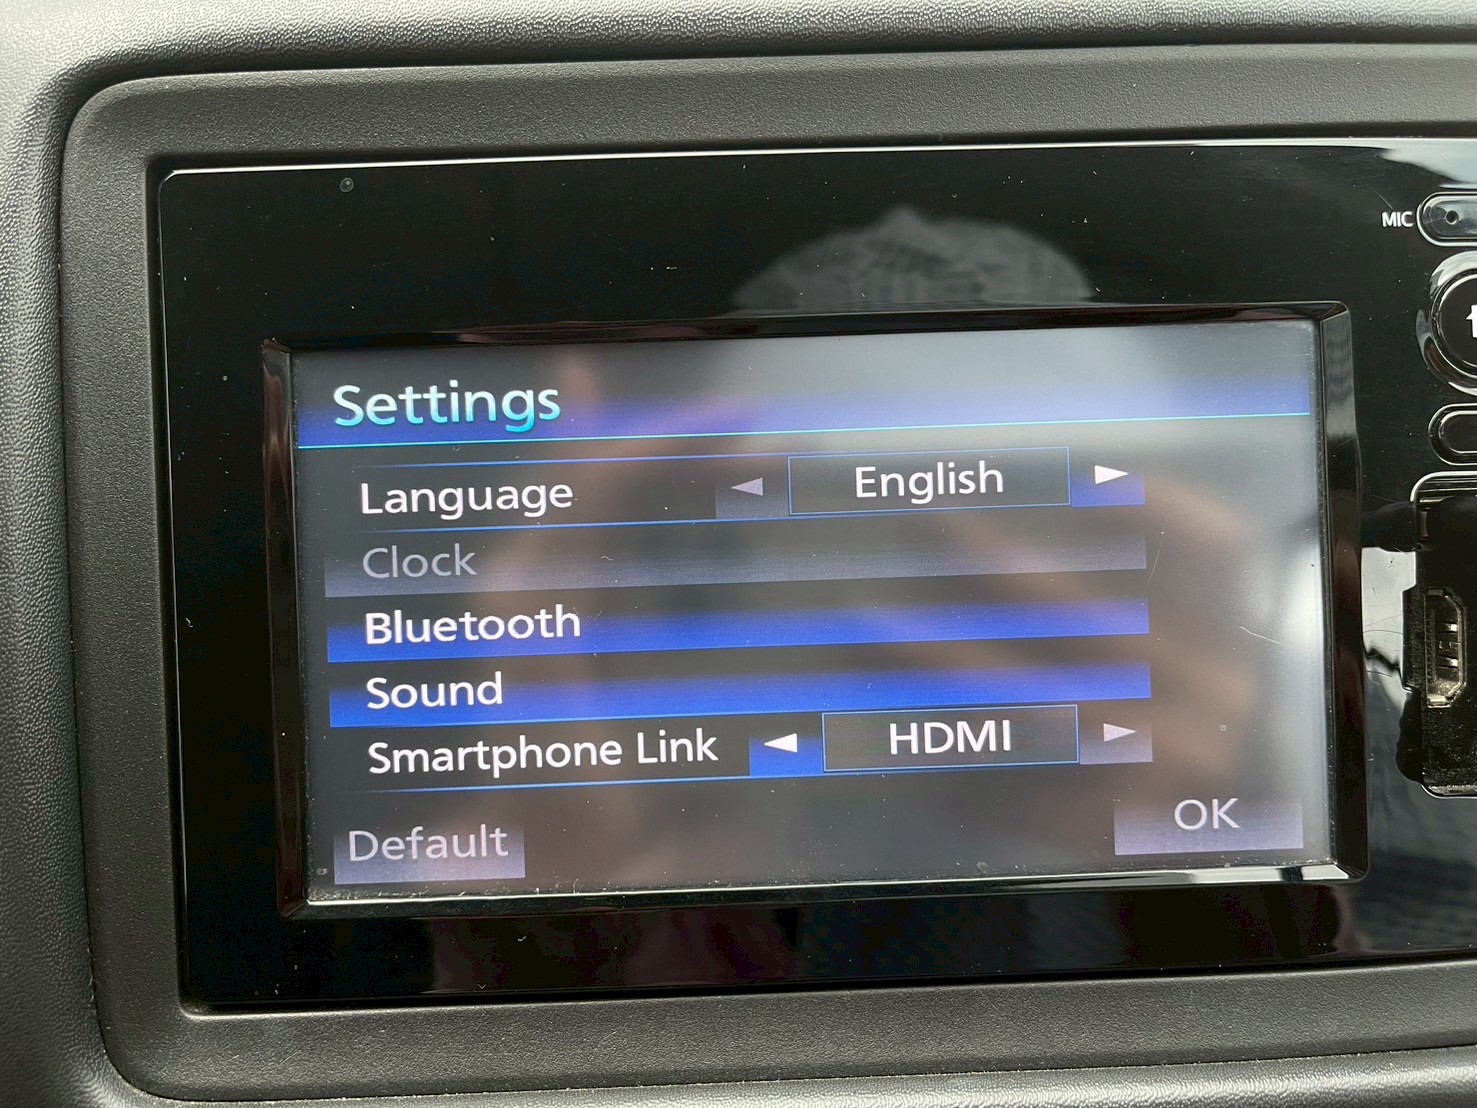 MIC
Settings
Language ◄ English ►
Clock
Bluetooth
Sound
Smartphone Link ◄ HDMI ►
Default OK